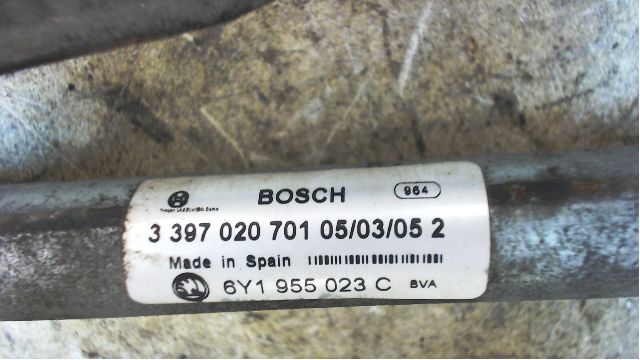 BOSCH 964
3 397 020 701 05/03/05 2
Made in Spain
6Y1 955 023 C BVA